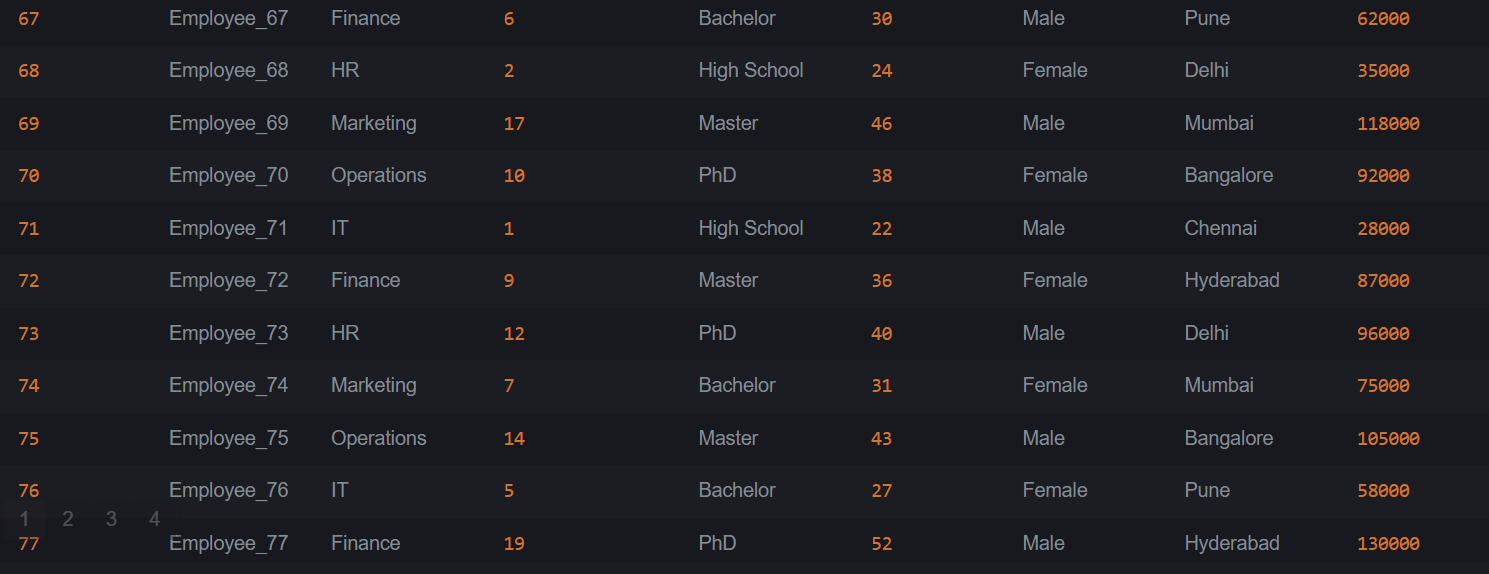 67 Employee_67 Finance 6 Bachelor 30 Male Pune 62000
68 Employee_68 HR 2 High School 24 Female Delhi 35000
69 Employee_69 Marketing 17 Master 46 Male Mumbai 118000
70 Employee_70 Operations 10 PhD 38 Female Bangalore 92000
71 Employee_71 IT 1 High School 22 Male Chennai 28000
72 Employee_72 Finance 9 Master 36 Female Hyderabad 87000
73 Employee_73 HR 12 PhD 40 Male Delhi 96000
74 Employee_74 Marketing 7 Bachelor 31 Female Mumbai 75000
75 Employee_75 Operations 14 Master 43 Male Bangalore 105000
76 Employee_76 IT 5 Bachelor 27 Female Pune 58000
1 2 3 4
77 Employee_77 Finance 19 PhD 52 Male Hyderabad 130000